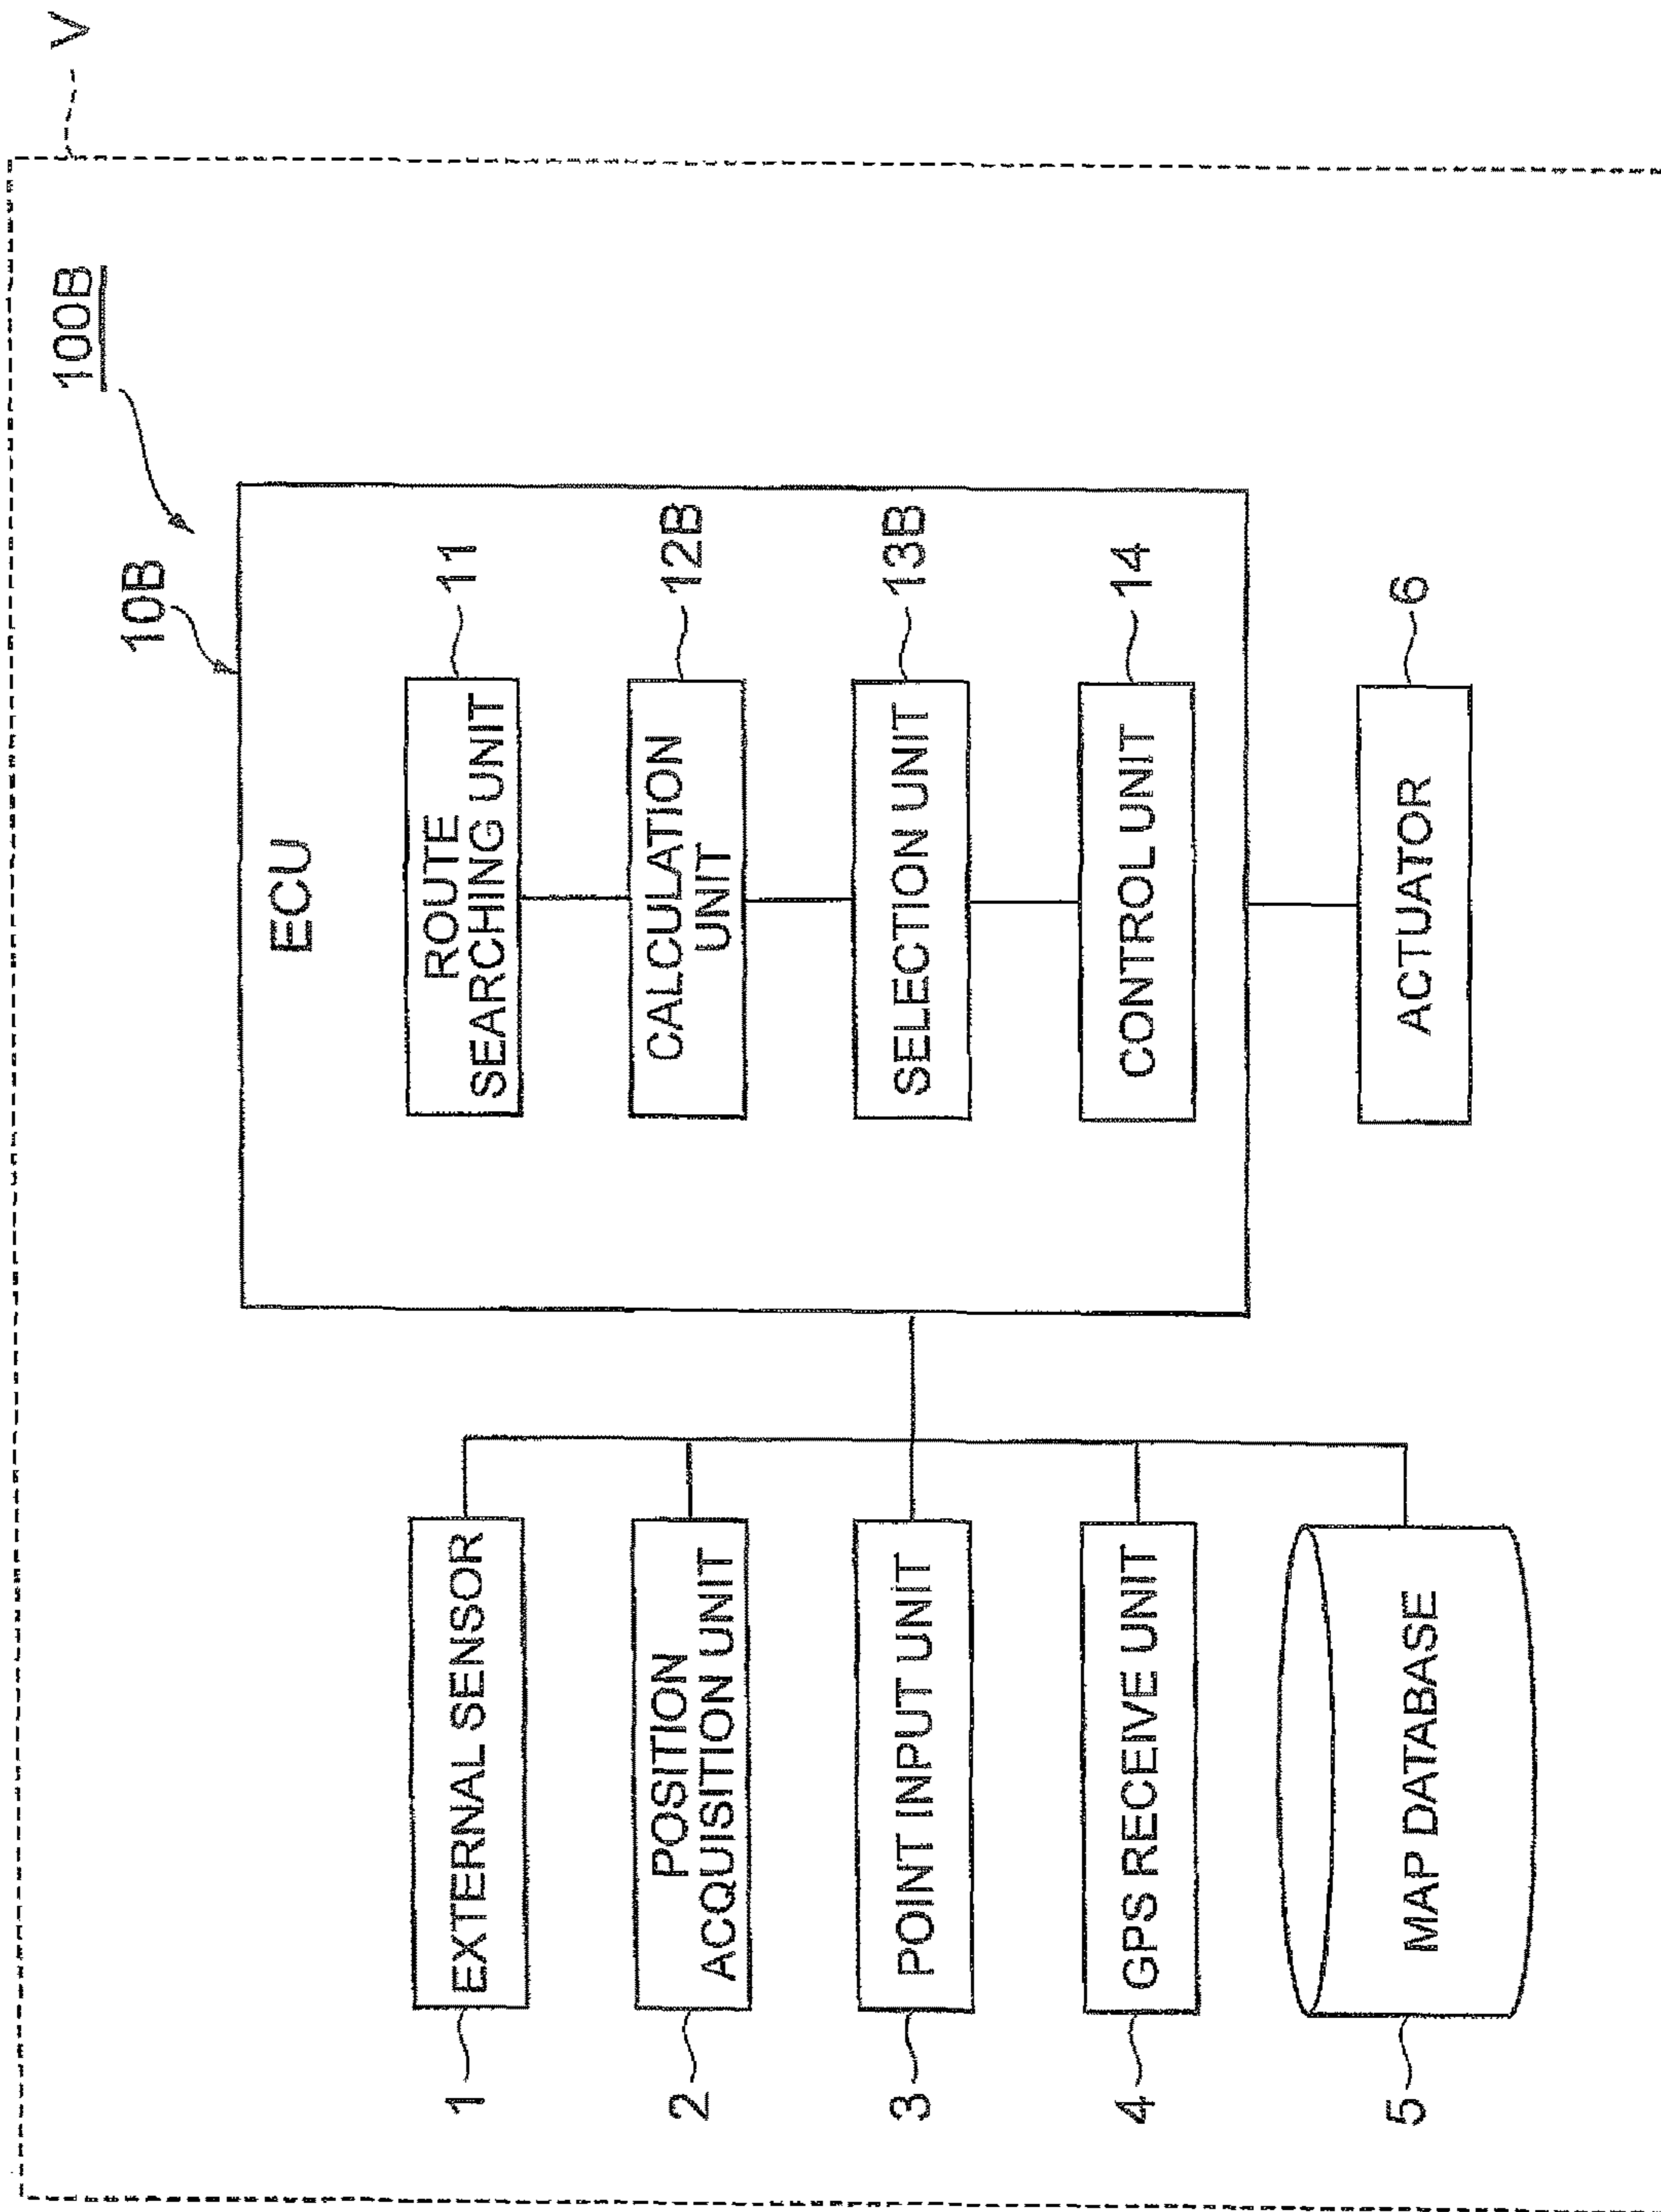 V
100B
10B
ECU
ROUTE
SEARCHING UNIT
11
CALCULATION
UNIT
12B
SELECTION UNIT
13B
CONTROL UNIT
14
ACTUATOR
6
1
EXTERNAL SENSOR
2
POSITION
ACQUISITION UNIT
3
POINT INPUT UNIT
4
GPS RECEIVE UNIT
5
MAP DATABASE